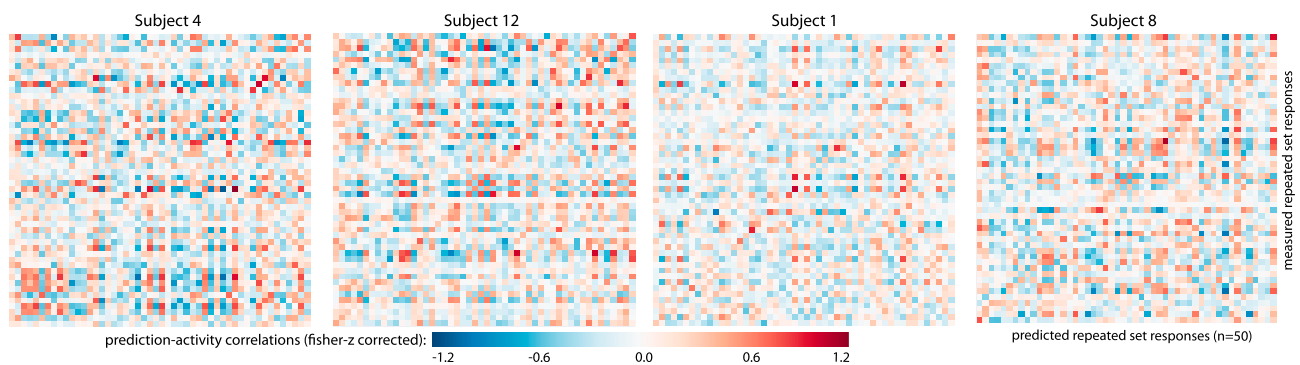 Subject 4
Subject 12
Subject 1
Subject 8
measured repeated set responses
prediction-activity correlations (fisher-z corrected):
-1.2
-0.6
0.0
0.6
1.2
predicted repeated set responses (n=50)